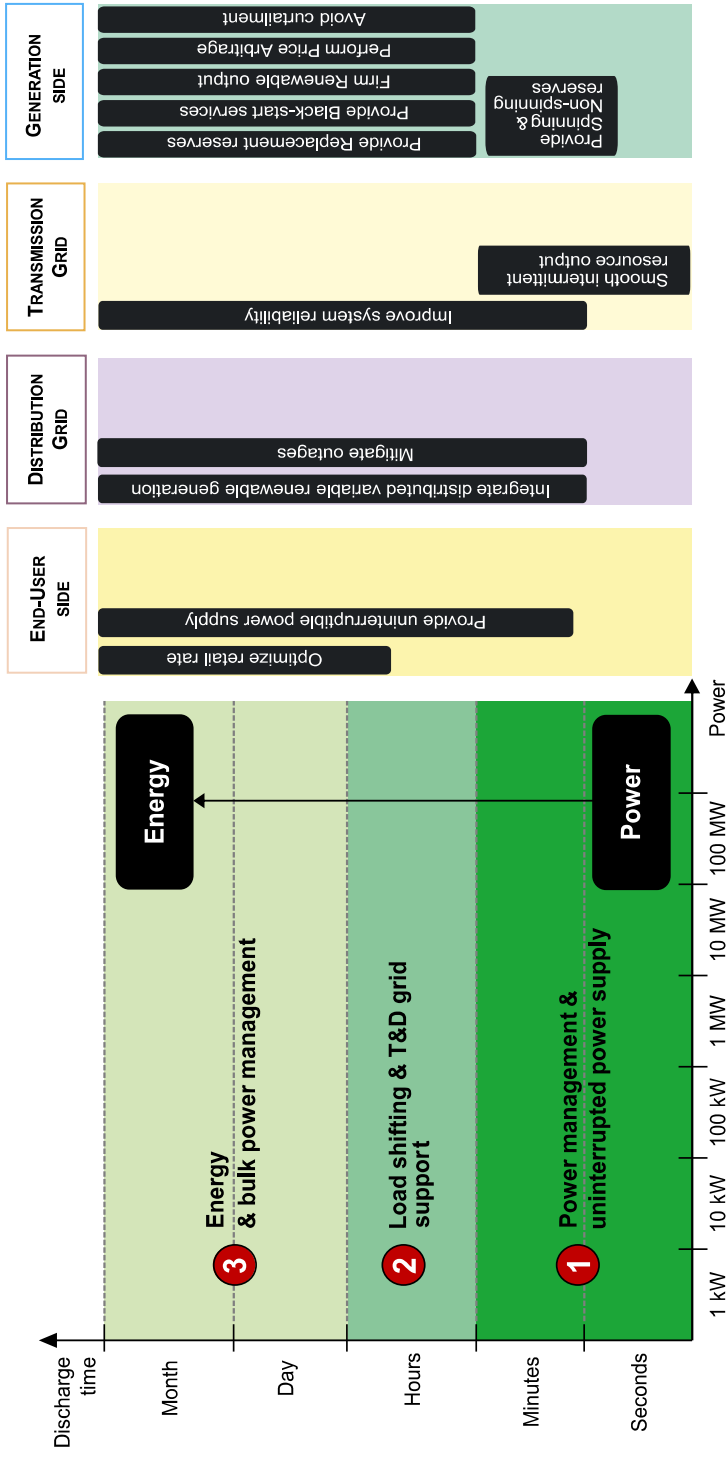 Discharge
time
Month
Day
Hours
Minutes
Seconds
3
Energy
& bulk power management
2
Load shifting & T&D grid
support
1
Power management &
uninterrupted power supply
Energy
Power
1 kW
10 kW
100 kW
1 MW
10 MW
100 MW
Power
END-USER
SIDE
Optimize retail rate
Provide uninterruptible power supply
DISTRIBUTION
GRID
Integrate distributed variable renewable generation
Mitigate outages
TRANSMISSION
GRID
Improve system reliability
Smooth intermittent
resource output
GENERATION
SIDE
Provide Replacement reserves
Provide Black-start services
Firm Renewable output
Perform Price Arbitrage
Avoid curtailment
Provide
Spinning &
Non-spinning
reserves